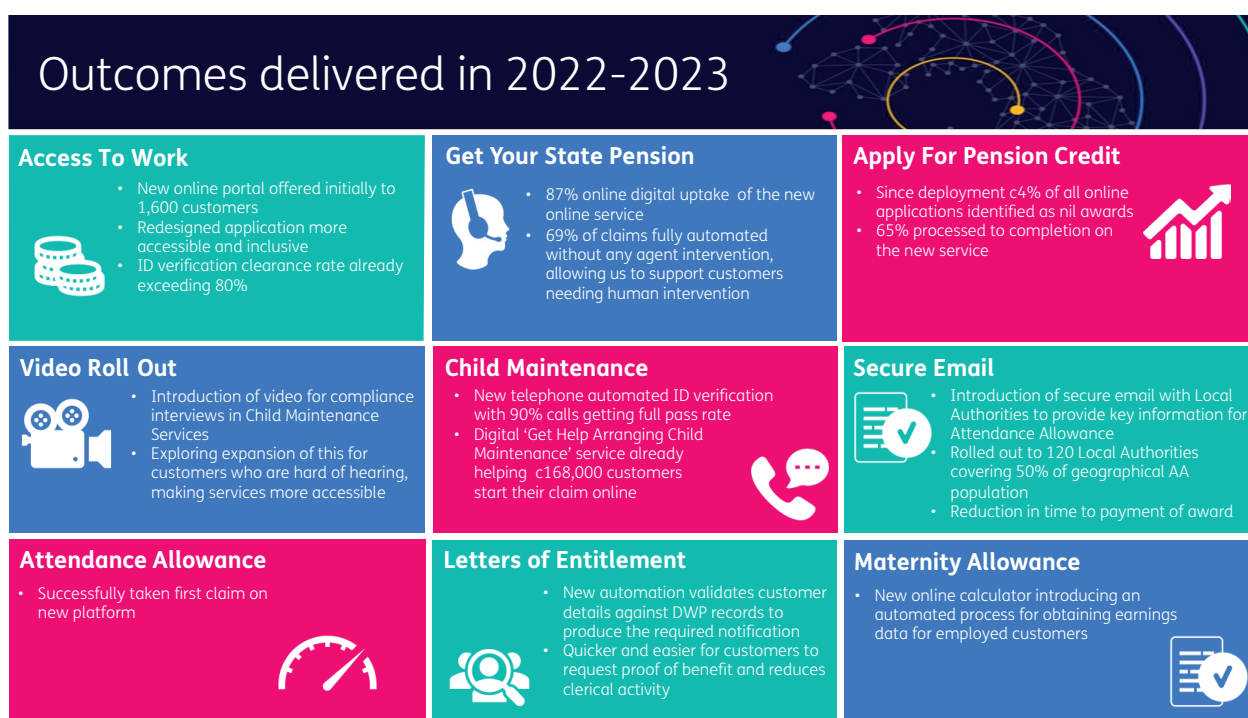 Outcomes delivered in 2022-2023
Access To Work
• New online portal offered initially to
1,600 customers
• Redesigned application more
accessible and inclusive
• ID verification clearance rate already
exceeding 80%
Get Your State Pension
• 87% online digital uptake of the new
online service
• 69% of claims fully automated
without any agent intervention,
allowing us to support customers
needing human intervention
Apply For Pension Credit
• Since deployment c4% of all online
applications identified as nil awards
• 65% processed to completion on
the new service
Video Roll Out
• Introduction of video for compliance
interviews in Child Maintenance
Services
• Exploring expansion of this for
customers who are hard of hearing,
making services more accessible
Child Maintenance
• New telephone automated ID verification
with 90% calls getting full pass rate
• Digital ‘Get Help Arranging Child
Maintenance’ service already
helping c168,000 customers
start their claim online
Secure Email
• Introduction of secure email with Local
Authorities to provide key information for
Attendance Allowance
• Rolled out to 120 Local Authorities
covering 50% of geographical AA
population
• Reduction in time to payment of award
Attendance Allowance
• Successfully taken first claim on
new platform
Letters of Entitlement
• New automation validates customer
details against DWP records to
produce the required notification
• Quicker and easier for customers to
request proof of benefit and reduces
clerical activity
Maternity Allowance
• New online calculator introducing an
automated process for obtaining earnings
data for employed customers